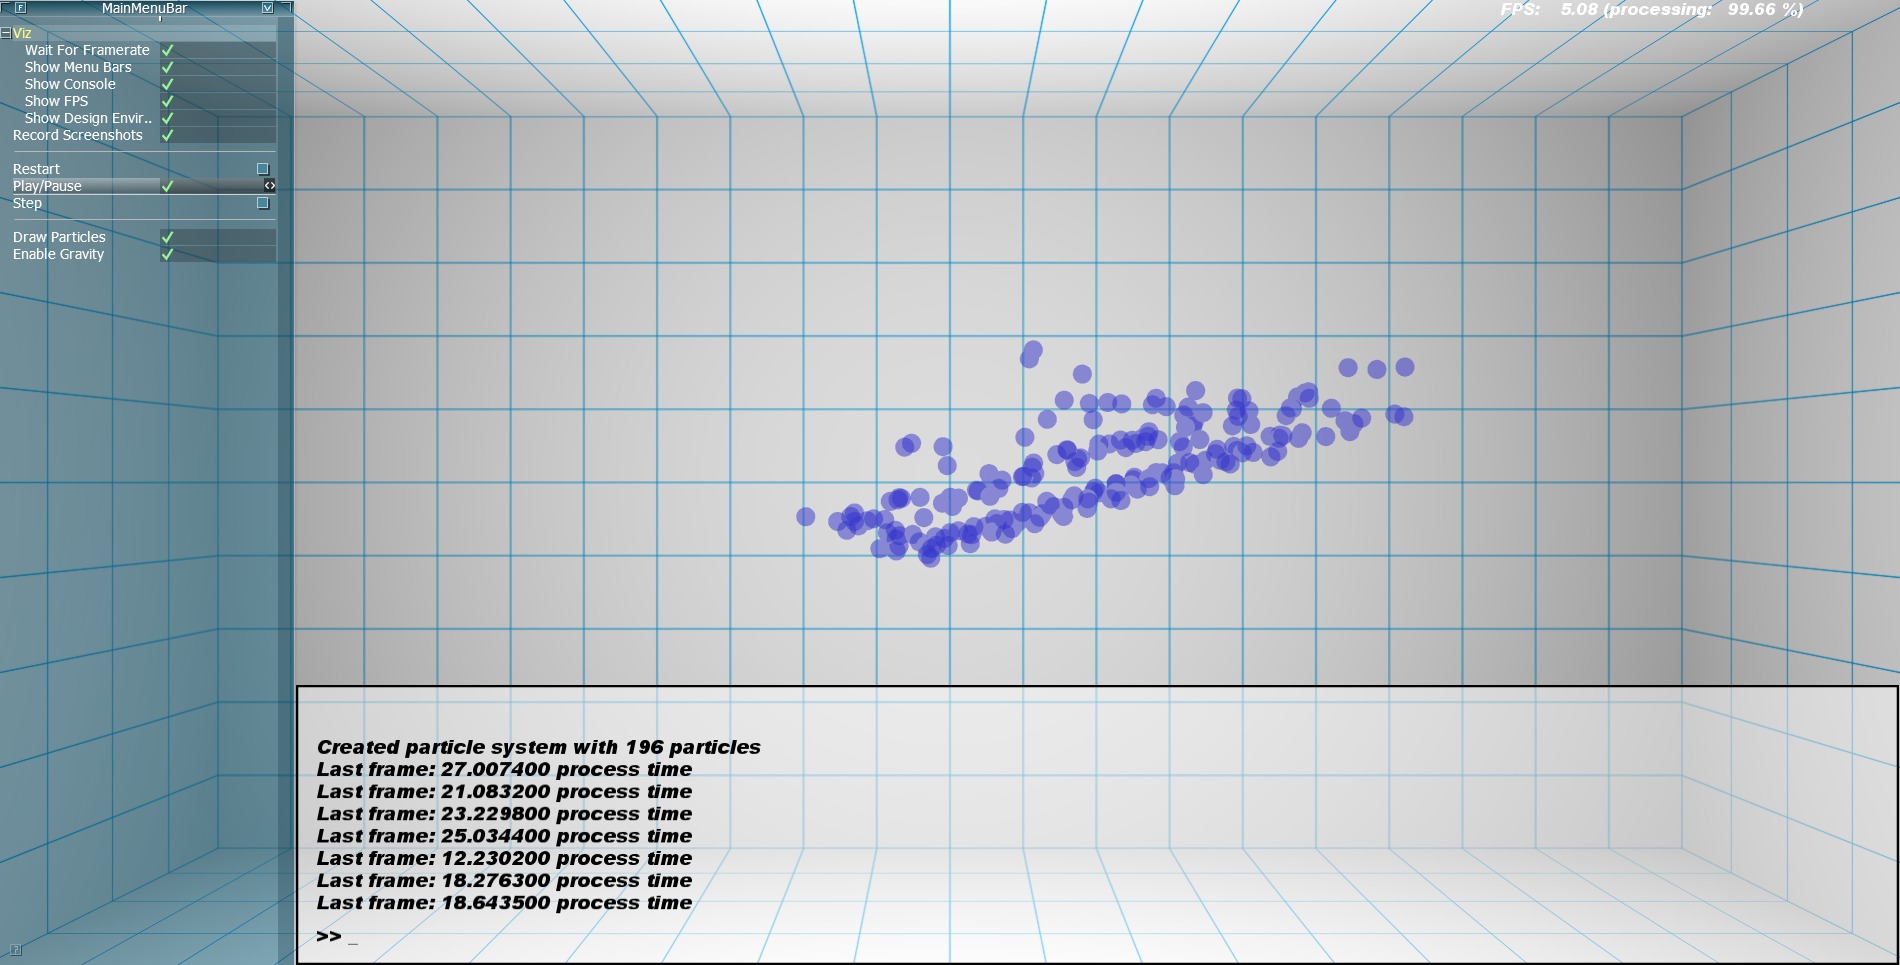 MainMenuBar
FPS: 5.08 (processing: 99.66 %)
Viz
Wait For Framerate
Show Menu Bars
Show Console
Show FPS
Show Design Envir..
Record Screenshots
Restart
Play/Pause
Step
Draw Particles
Enable Gravity
Created particle system with 196 particles
Last frame: 27.007400 process time
Last frame: 21.083200 process time
Last frame: 23.229800 process time
Last frame: 25.034400 process time
Last frame: 12.230200 process time
Last frame: 18.276300 process time
Last frame: 18.643500 process time
>> _